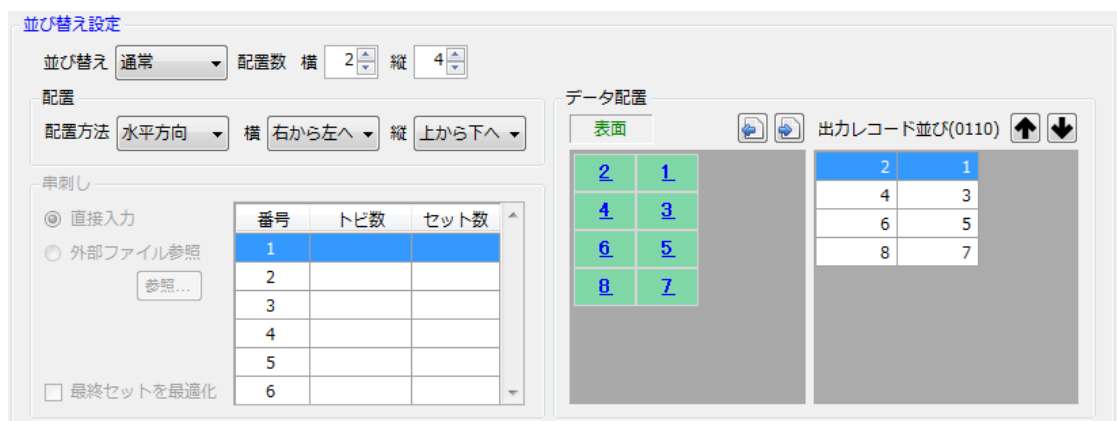 並び替え設定
並び替え 通常 配置数 横 2 縦 4
配置
配置方法 水平方向 横 右から左へ 縦 上から下へ
串刺し
直接入力
外部ファイル参照
参照...
最終セットを最適化
番号 トビ数 セット数
1
2
3
4
5
6
データ配置
表面 出力レコード並び(0110)
2 1
4 3
6 5
8 7
2 1
4 3
6 5
8 7